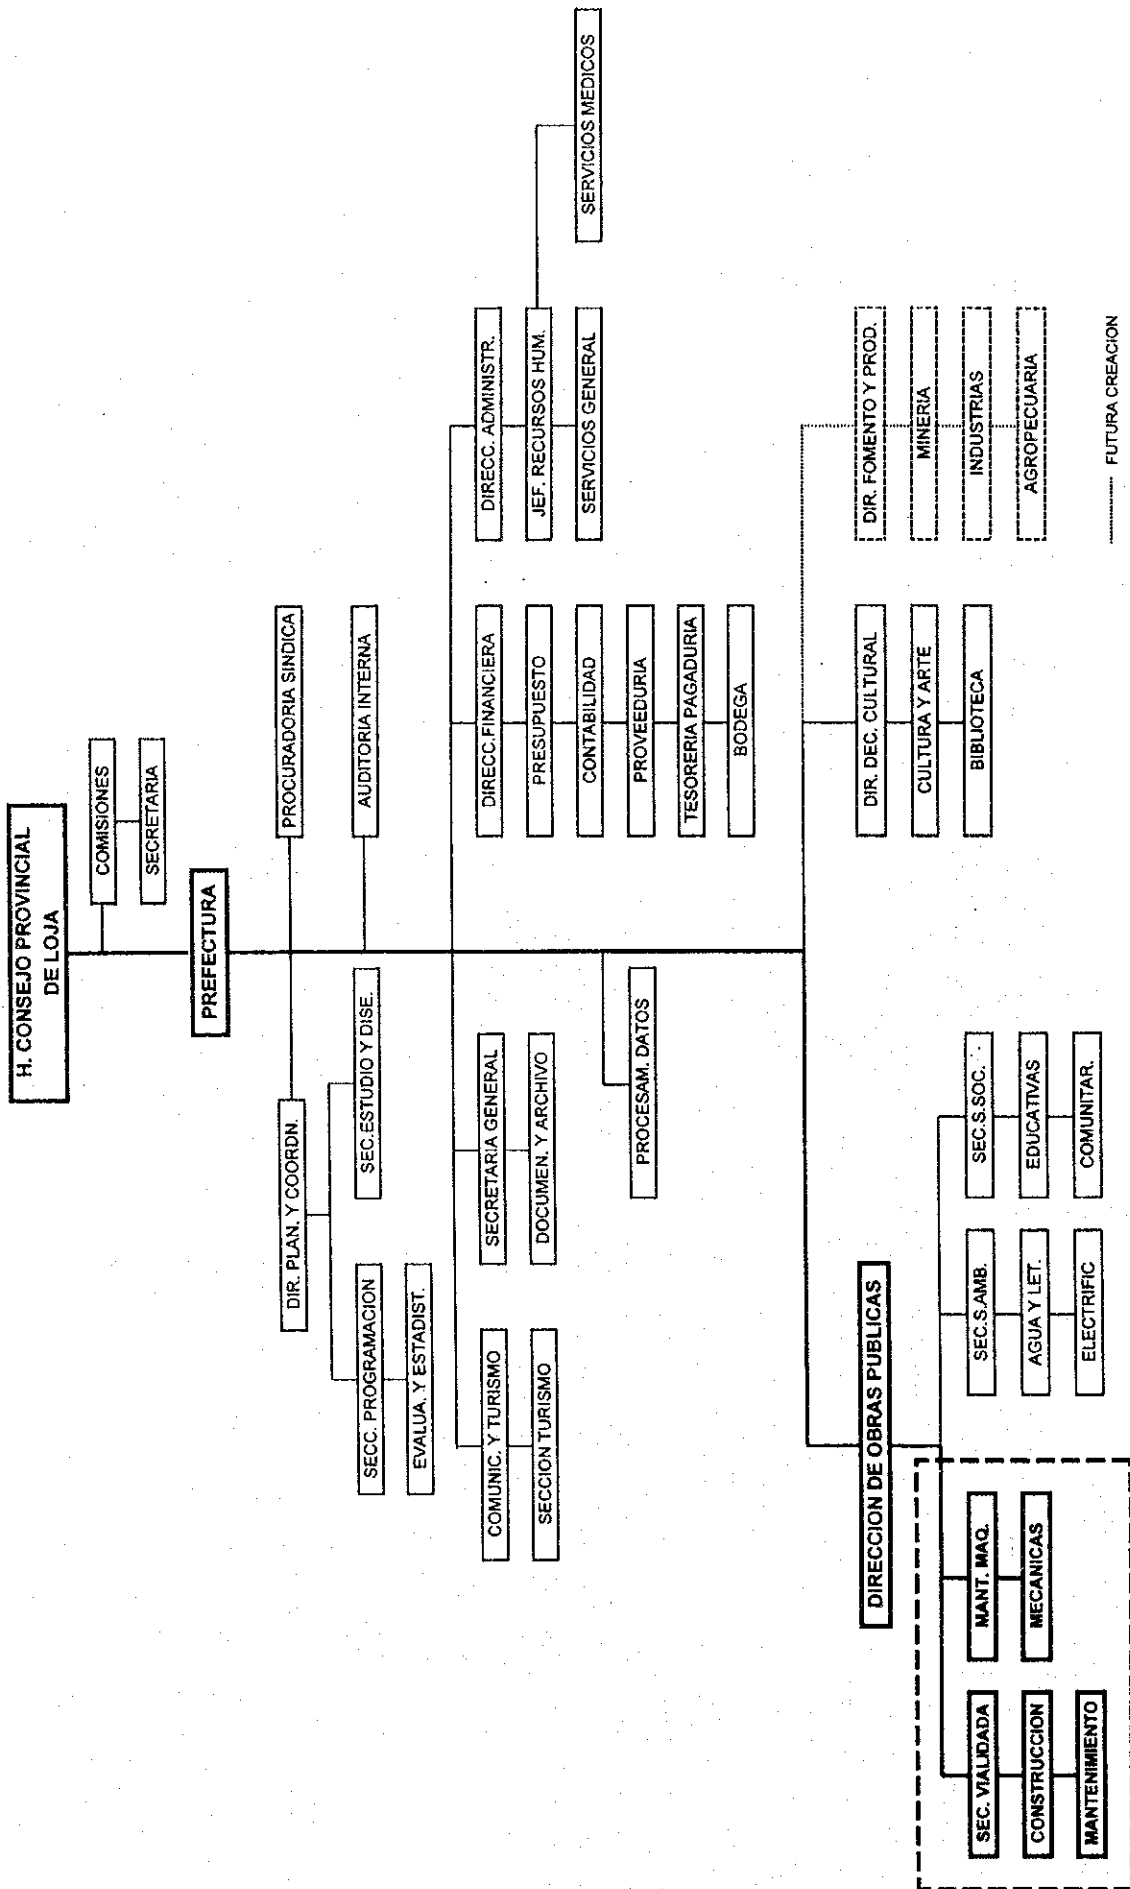 H. CONSEJO PROVINCIAL
DE LOJA
COMISIONES
SECRETARIA
PREFECTURA
DIR. PLAN. Y COORDN.
PROCURADORIA SINDICA
SECC. PROGRAMACION
SEC.ESTUDIO Y DISE.
AUDITORIA INTERNA
EVALUA. Y ESTADIST.
COMUNIC. Y TURISMO
SECRETARIA GENERAL
DIRECC.FINANCIERA
DIRECC. ADMINISTR.
SECCION TURISMO
DOCUMEN. Y ARCHIVO
PRESUPUESTO
JEF. RECURSOS HUM.
CONTABILIDAD
SERVICIOS GENERAL
SERVICIOS MEDICOS
PROCESAM. DATOS
PROVEEDURIA
TESORERIA PAGADURIA
BODEGA
DIRECCION DE OBRAS PUBLICAS
DIR. DEC. CULTURAL
DIR. FOMENTO Y PROD.
CULTURA Y ARTE
MINERIA
SEC. VIALIDADA
MANT. MAQ.
SEC.S.AMB.
SEC.S.SOC.
BIBLIOTECA
INDUSTRIAS
CONSTRUCCION
MECANICAS
AGUA Y LET.
EDUCATIVAS
AGROPECUARIA
MANTENIMIENTO
ELECTRIFIC
COMUNITAR.
FUTURA CREACION